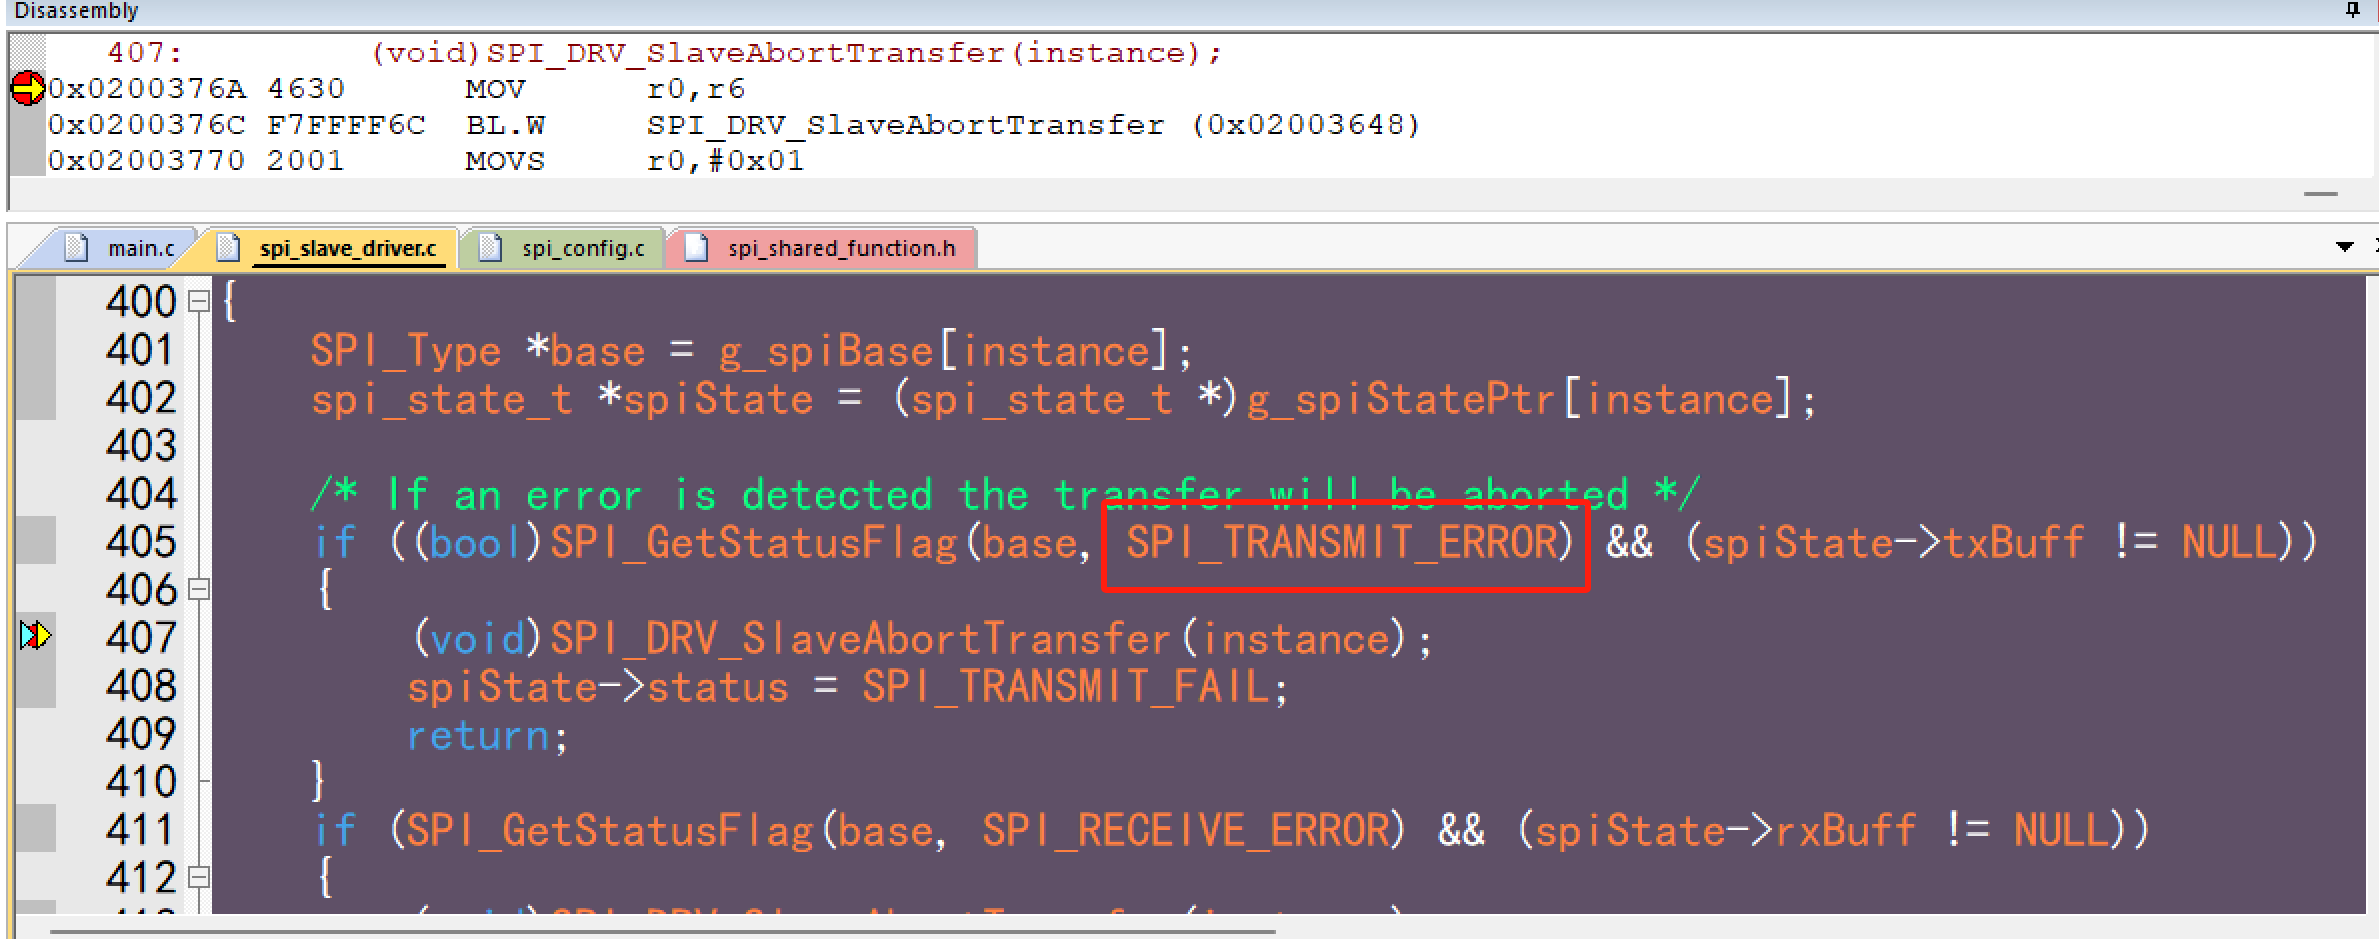 Disassembly
407: (void)SPI_DRV_SlaveAbortTransfer(instance);
0x0200376A 4630 MOV r0,r6
0x0200376C F7FFFF6C BL.W SPI_DRV_SlaveAbortTransfer (0x02003648)
0x02003770 2001 MOVS r0,#0x01
main.c spi_slave_driver.c spi_config.c spi_shared_function.h
400 {
401 SPI_Type *base = g_spiBase[instance];
402 spi_state_t *spiState = (spi_state_t *)g_spiStatePtr[instance];
403
404 /* If an error is detected the transfer will be aborted */
405 if ((bool)SPI_GetStatusFlag(base, SPI_TRANSMIT_ERROR) && (spiState->txBuff != NULL))
406 {
407 (void)SPI_DRV_SlaveAbortTransfer(instance);
408 spiState->status = SPI_TRANSMIT_FAIL;
409 return;
410 }
411 if (SPI_GetStatusFlag(base, SPI_RECEIVE_ERROR) && (spiState->rxBuff != NULL))
412 {